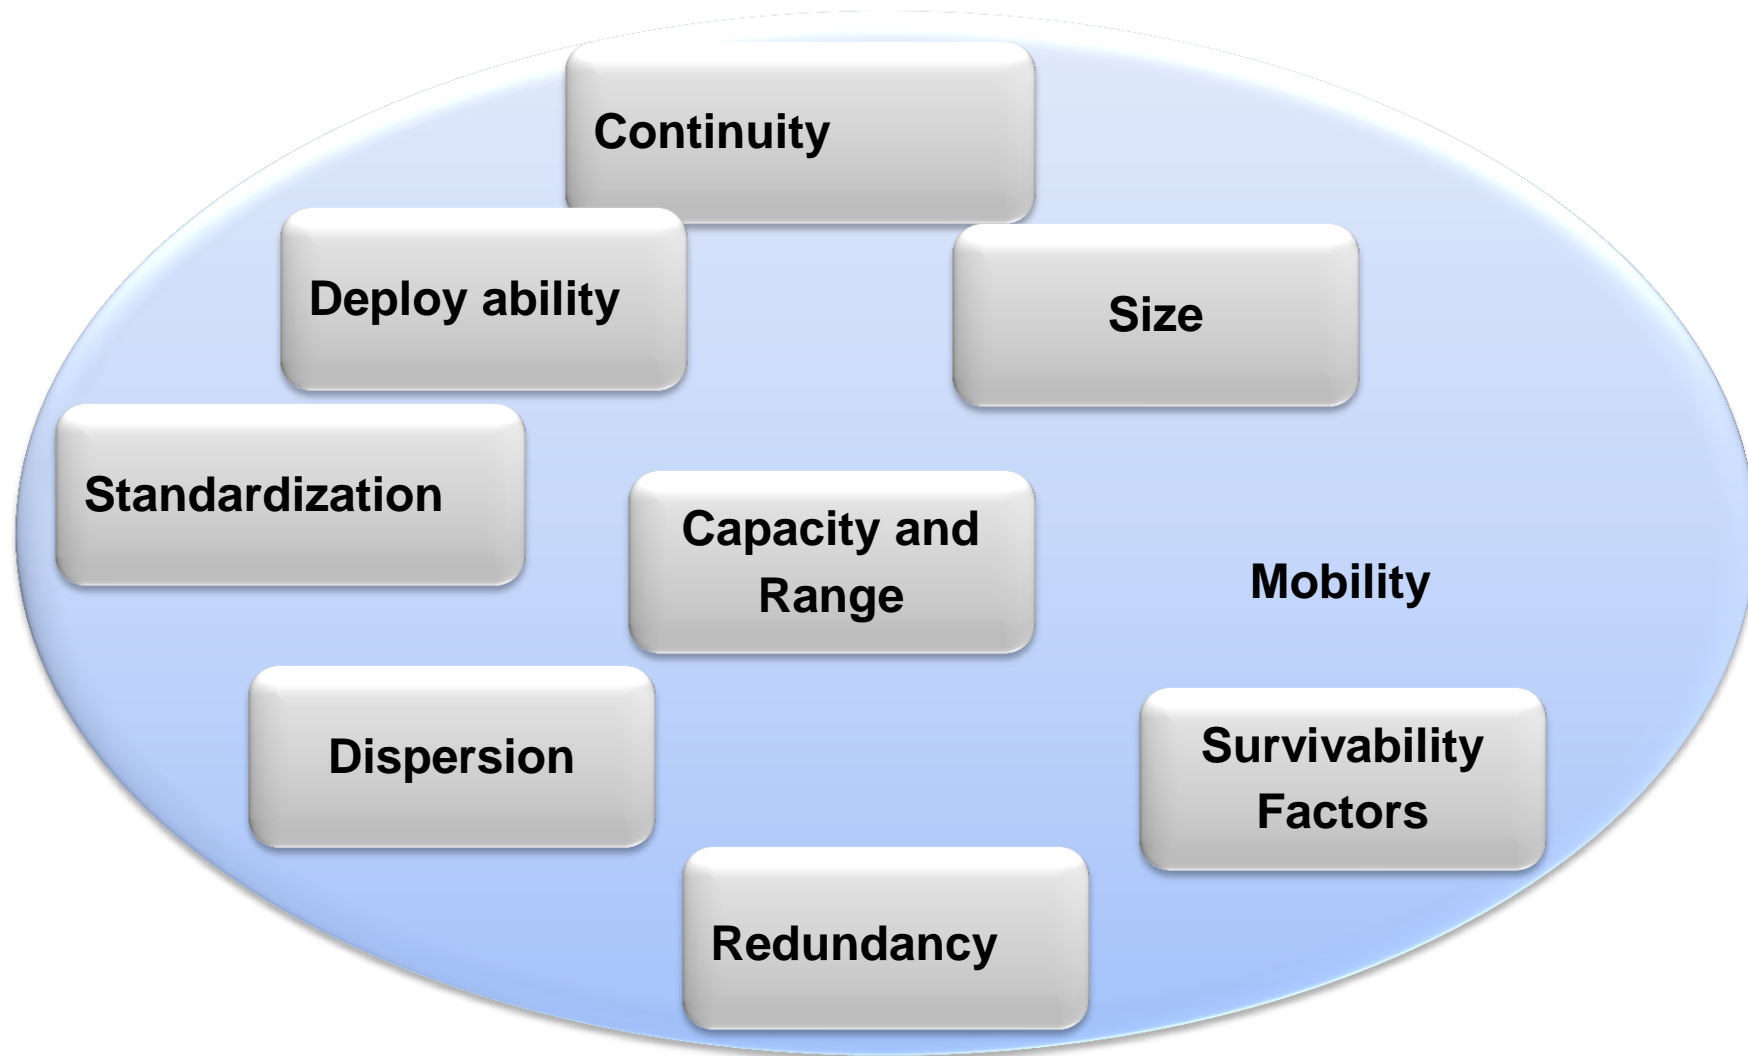 Continuity
Deploy ability
Size
Standardization
Capacity and
Range
Mobility
Dispersion
Survivability
Factors
Redundancy